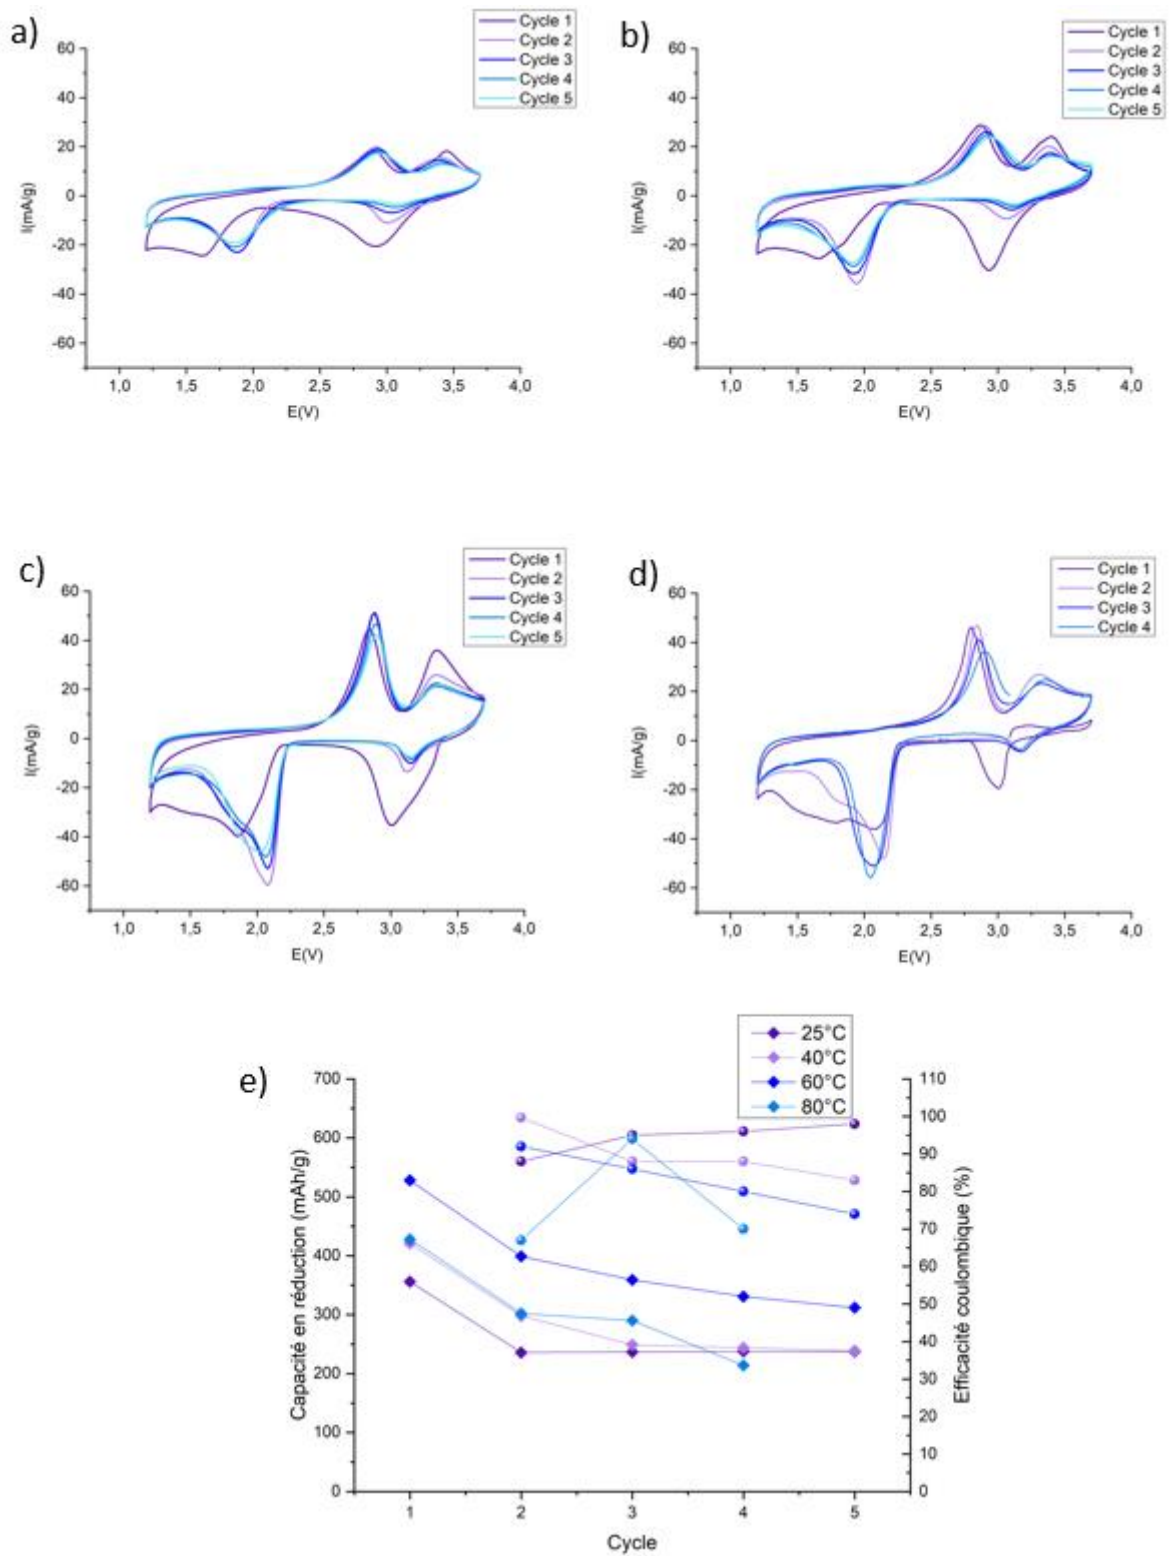 a)
Cycle 1
Cycle 2
Cycle 3
Cycle 4
Cycle 5
60
40
20
0
-20
-40
-60
I(mA/g)
1,0 1,5 2,0 2,5 3,0 3,5 4,0
E(V)
b)
Cycle 1
Cycle 2
Cycle 3
Cycle 4
Cycle 5
60
40
20
0
-20
-40
-60
I(mA/g)
1,0 1,5 2,0 2,5 3,0 3,5 4,0
E(V)
c)
Cycle 1
Cycle 2
Cycle 3
Cycle 4
Cycle 5
60
40
20
0
-20
-40
-60
I(mA/g)
1,0 1,5 2,0 2,5 3,0 3,5 4,0
E(V)
d)
Cycle 1
Cycle 2
Cycle 3
Cycle 4
60
40
20
0
-20
-40
-60
I(mA/g)
1,0 1,5 2,0 2,5 3,0 3,5 4,0
E(V)
e)
25°C
40°C
60°C
80°C
700
600
500
400
300
200
100
0
Capacité en réduction (mAh/g)
110
100
90
80
70
60
50
40
30
20
10
0
Efficacité coulombique (%)
1 2 3 4 5
Cycle